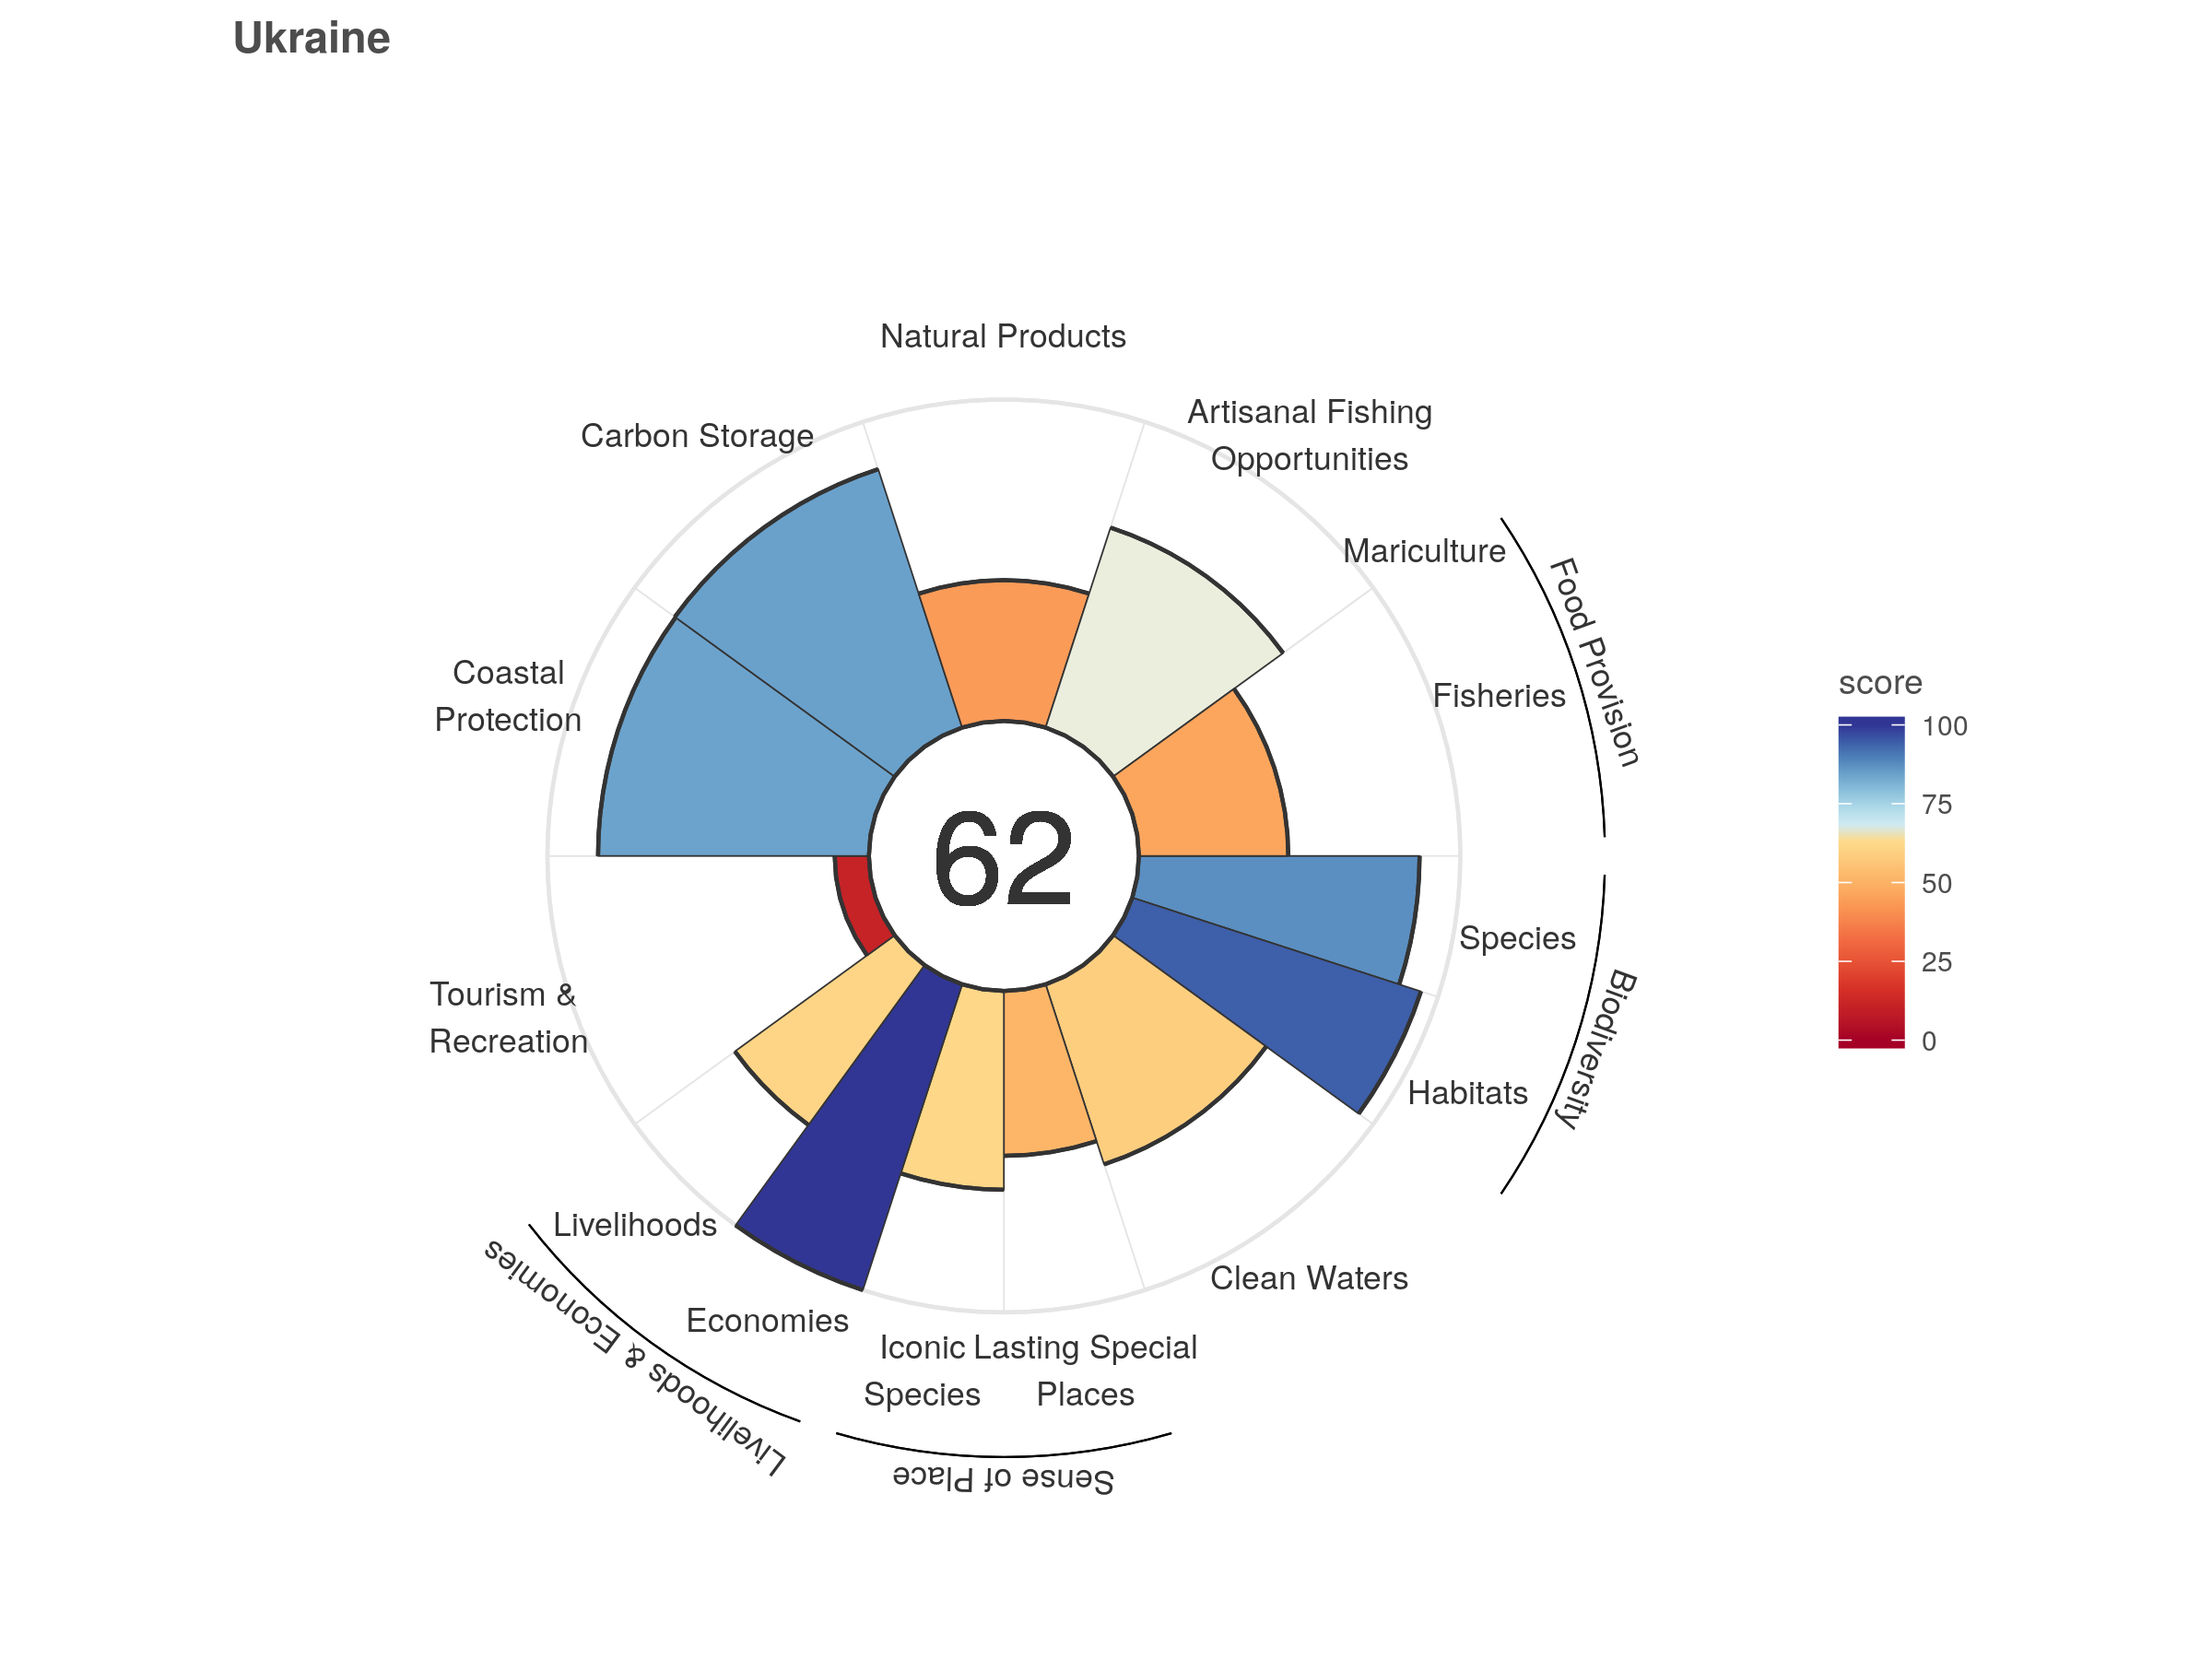 Ukraine
Natural Products
Artisanal Fishing
Opportunities
Carbon Storage
Mariculture
Food Provision
Fisheries
Coastal
Protection
score
100
75
50
25
0
62
Species
Biodiversity
Habitats
Tourism &
Recreation
Livelihoods
Livelihoods & Economies
Economies
Clean Waters
Iconic
Species
Lasting Special
Places
Sense of Place